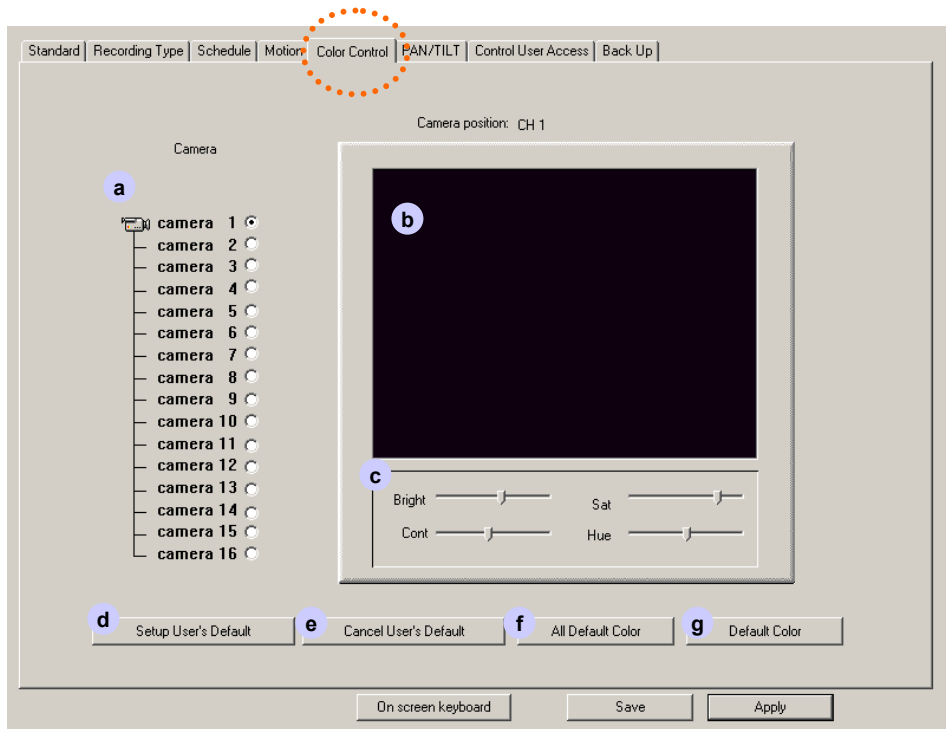 Standard Recording Type Schedule Motion Color Control PAN/TILT Control User Access Back Up
Camera position: CH 1
Camera
a
b
camera 1
camera 2
camera 3
camera 4
camera 5
camera 6
camera 7
camera 8
camera 9
camera 10
camera 11
camera 12
camera 13
camera 14
camera 15
camera 16
c
Bright Sat
Cont Hue
d Setup User's Default e Cancel User's Default f All Default Color g Default Color
On screen keyboard Save Apply